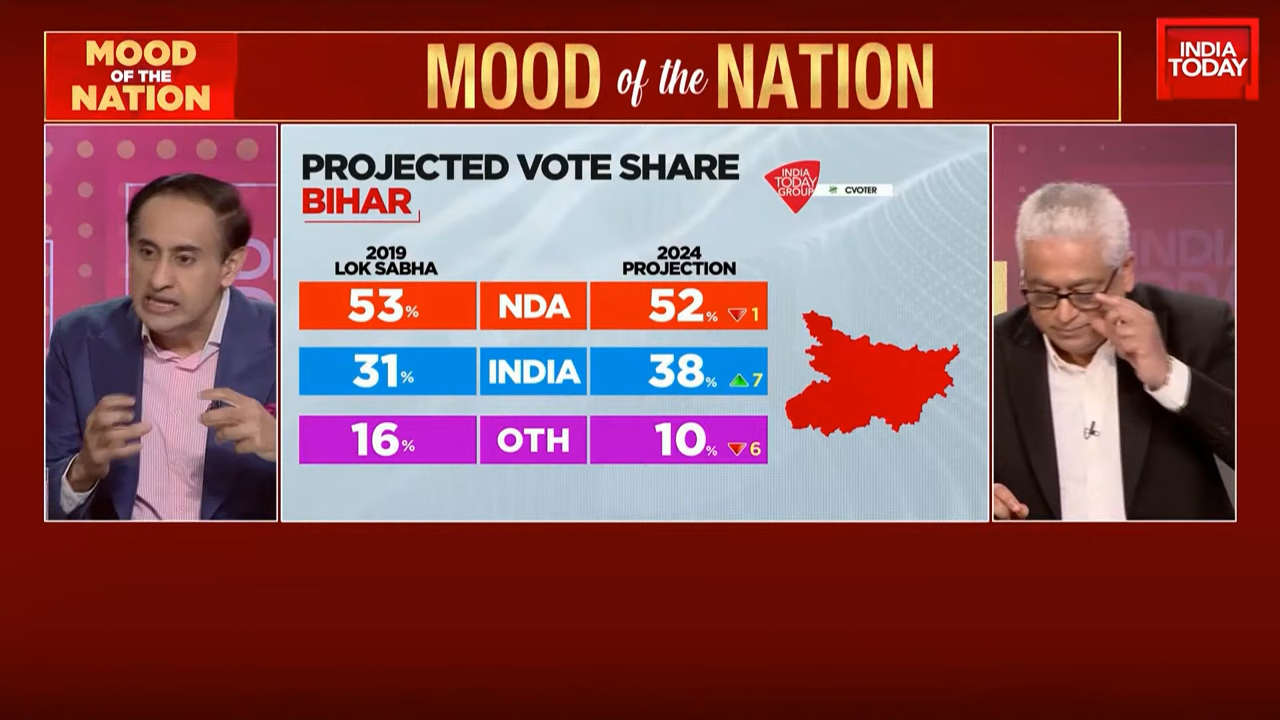 MOOD
OF THE
NATION
MOOD of the NATION
INDIA
TODAY
PROJECTED VOTE SHARE
BIHAR
INDIA
TODAY
GROUP
CVOTER
2019
LOK SABHA
2024
PROJECTION
53% NDA 52% 1
31% INDIA 38% 7
16% OTH 10% 6